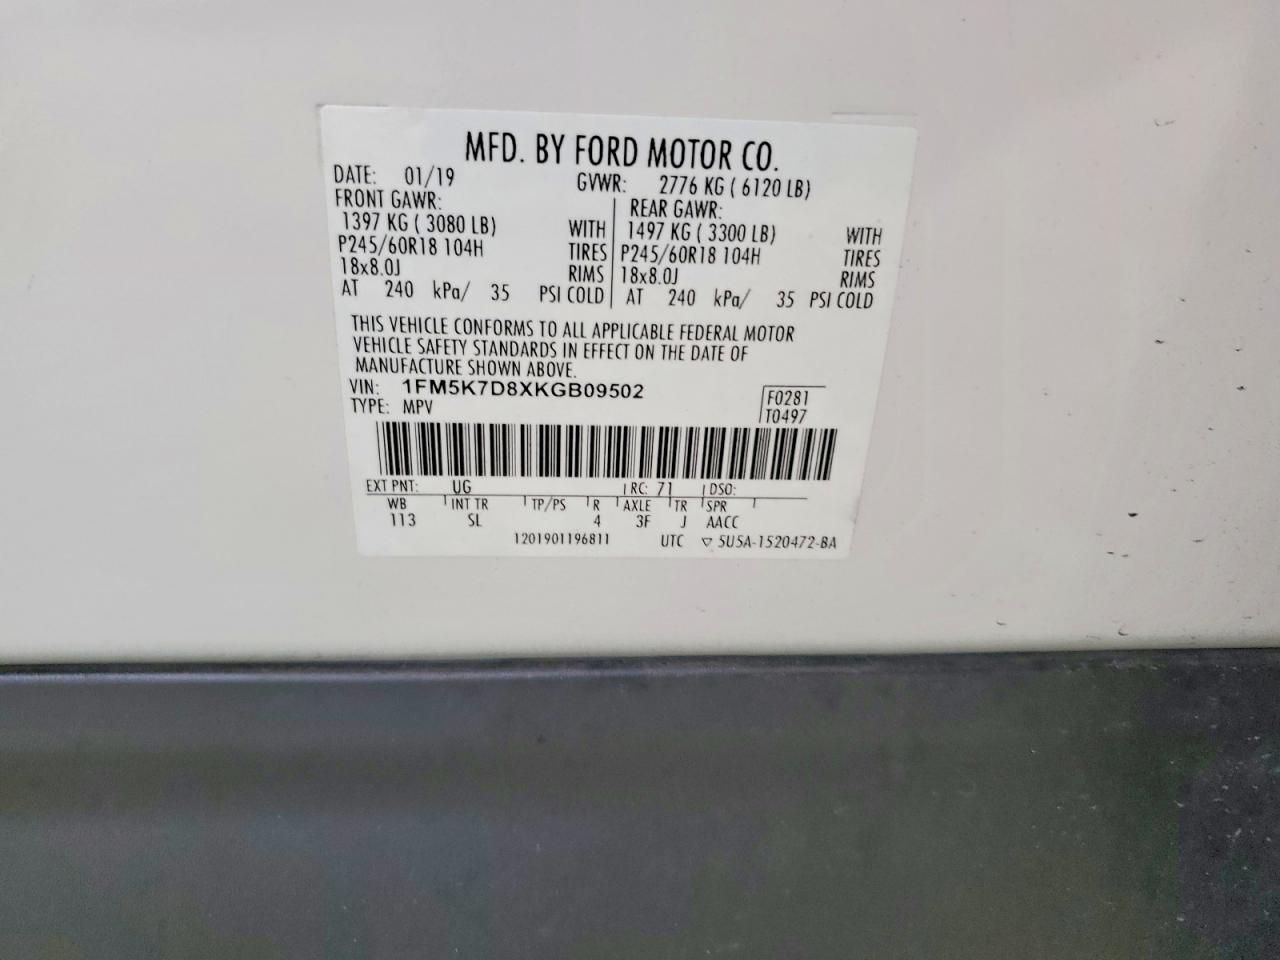 MFD. BY FORD MOTOR CO.
DATE: 01/19 GVWR: 2776 KG ( 6120 LB)
FRONT GAWR: REAR GAWR:
1397 KG ( 3080 LB) WITH 1497 KG ( 3300 LB) WITH
P245/60R18 104H TIRES P245/60R18 104H TIRES
18x8.0J RIMS 18x8.0J RIMS
AT 240 kPa/ 35 PSI COLD AT 240 kPa/ 35 PSI COLD
THIS VEHICLE CONFORMS TO ALL APPLICABLE FEDERAL MOTOR
VEHICLE SAFETY STANDARDS IN EFFECT ON THE DATE OF
MANUFACTURE SHOWN ABOVE.
VIN: 1FM5K7D8XKGB09502 F0281
TYPE: MPV T0497
EXT PNT: UG RC: 71 DSO:
WB INT TR TP/PS R AXLE TR SPR
113 SL 4 3F J AACC
1201901196811 UTC ▽ 5U5A-1520472-BA